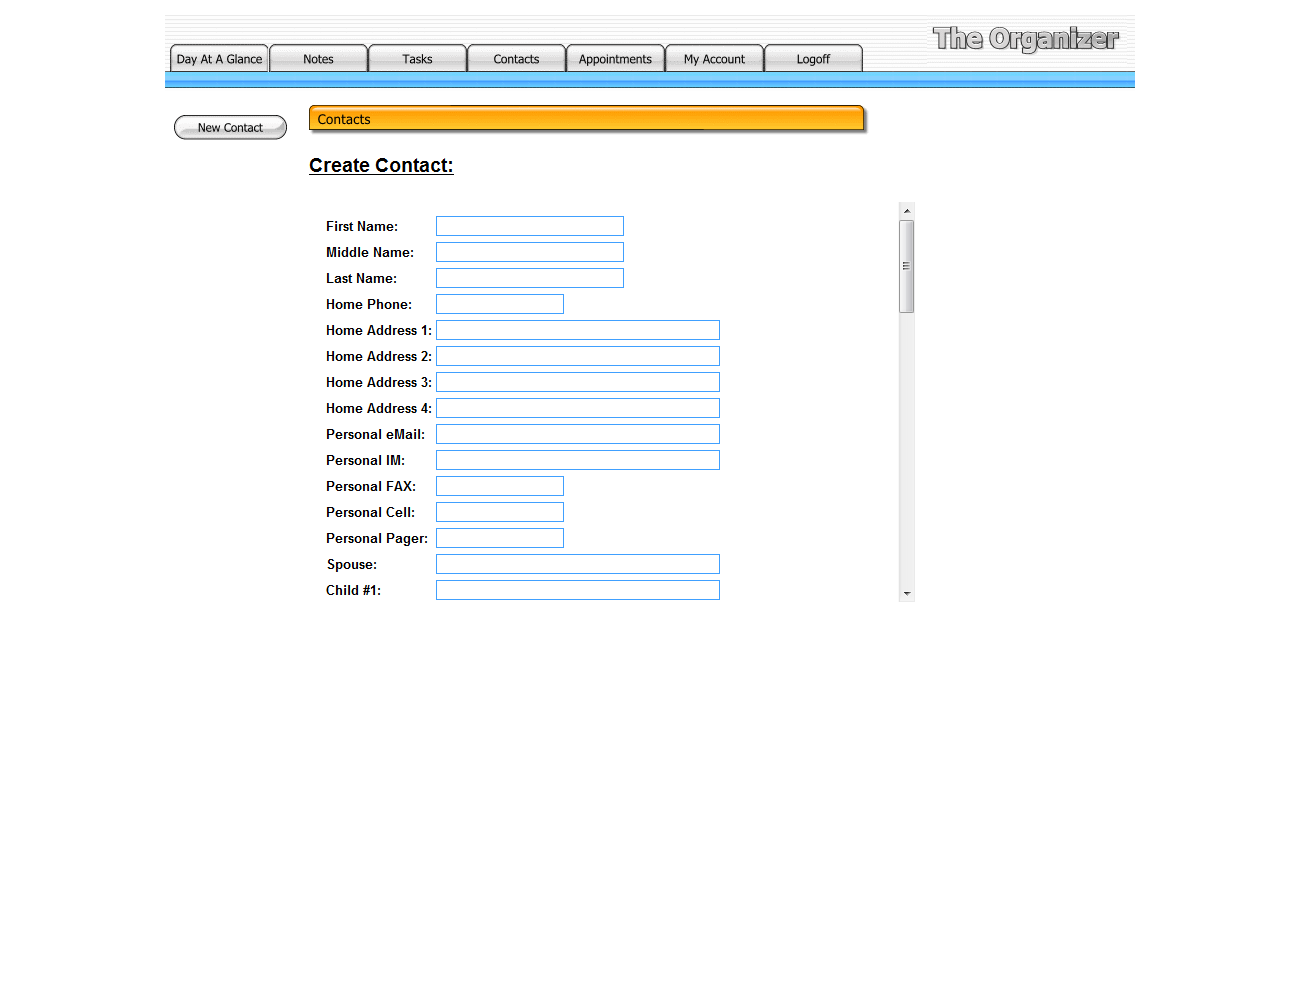 The Organizer
Day At A Glance Notes Tasks Contacts Appointments My Account Logoff
New Contact
Contacts
Create Contact:
First Name:
Middle Name:
Last Name:
Home Phone:
Home Address 1:
Home Address 2:
Home Address 3:
Home Address 4:
Personal eMail:
Personal IM:
Personal FAX:
Personal Cell:
Personal Pager:
Spouse:
Child #1: